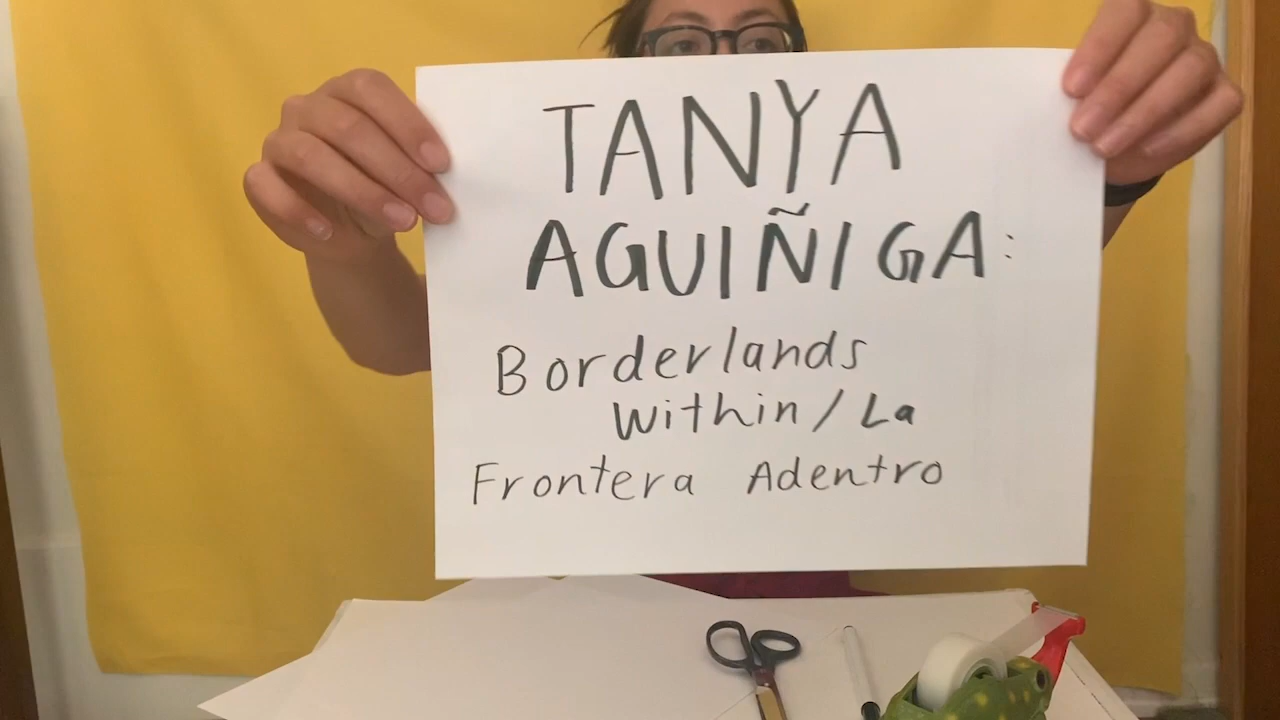 TANYA
AGUIÑIGA:
Borderlands
Within/La
Frontera Adentro